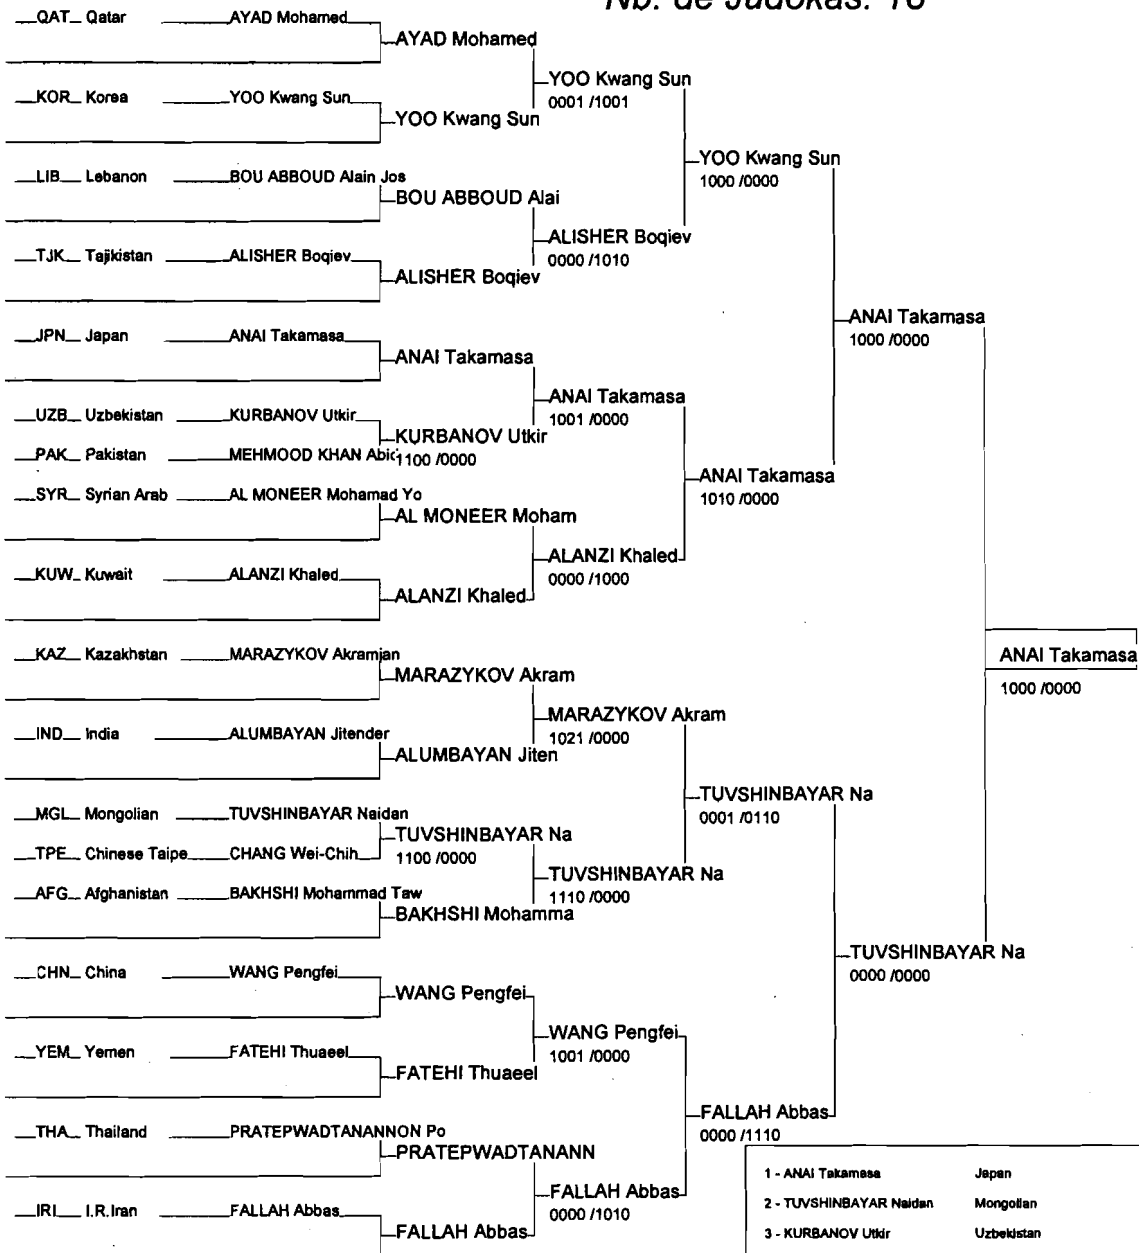 Nb. de Judokas: 18
QAT Qatar AYAD Mohamed
AYAD Mohamed
YOO Kwang Sun
0001 /1001
KOR Korea YOO Kwang Sun
YOO Kwang Sun
YOO Kwang Sun
1000 /0000
LIB Lebanon BOU ABBOUD Alain Jos
BOU ABBOUD Alai
ALISHER Boqiev
0000 /1010
TJK Tajikistan ALISHER Boqiev
ALISHER Boqiev
ANAI Takamasa
1000 /0000
JPN Japan ANAI Takamasa
ANAI Takamasa
ANAI Takamasa
1001 /0000
UZB Uzbekistan KURBANOV Utkir
KURBANOV Utkir
PAK Pakistan MEHMOOD KHAN Abid
1100 /0000
ANAI Takamasa
1010 /0000
SYR Syrian Arab AL MONEER Mohamad Yo
AL MONEER Moham
ALANZI Khaled
0000 /1000
KUW Kuwait ALANZI Khaled
ALANZI Khaled
ANAI Takamasa
1000 /0000
KAZ Kazakhstan MARAZYKOV Akramjan
MARAZYKOV Akram
MARAZYKOV Akram
1021 /0000
IND India ALUMBAYAN Jitender
ALUMBAYAN Jiten
TUVSHINBAYAR Na
0001 /0110
MGL Mongolian TUVSHINBAYAR Naidan
TUVSHINBAYAR Na
TPE Chinese Taipe CHANG Wei-Chih
1100 /0000
TUVSHINBAYAR Na
1110 /0000
AFG Afghanistan BAKHSHI Mohammad Taw
BAKHSHI Mohamma
TUVSHINBAYAR Na
0000 /0000
CHN China WANG Pengfei
WANG Pengfei
WANG Pengfei
1001 /0000
YEM Yemen FATEHI Thuaeel
FATEHI Thuaeel
FALLAH Abbas
0000 /1110
THA Thailand PRATEPWADTANANNON Po
PRATEPWADTANANN
FALLAH Abbas
0000 /1010
IRI I.R.Iran FALLAH Abbas
FALLAH Abbas
1 - ANAI Takamasa Japan
2 - TUVSHINBAYAR Naidan Mongolian
3 - KURBANOV Utkir Uzbekistan